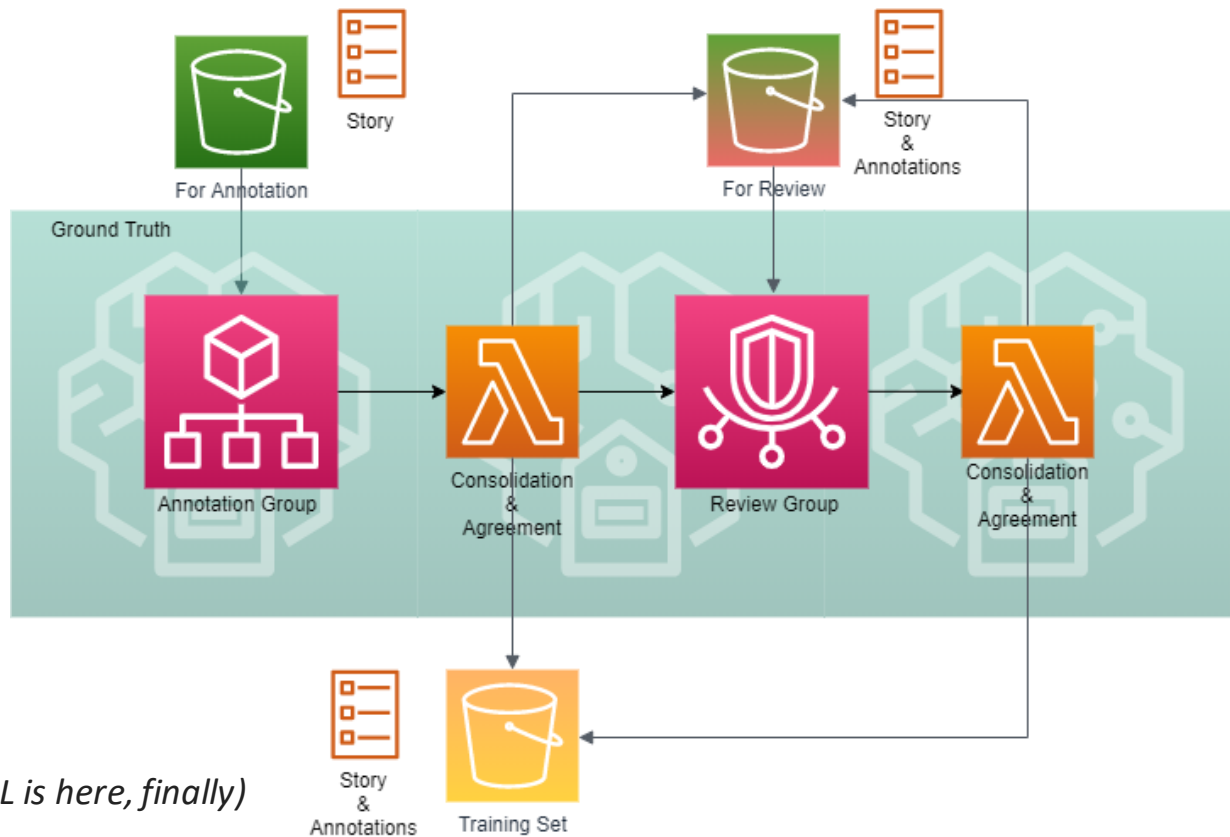 Story
For Annotation
Story
&
Annotations
For Review
Ground Truth
Annotation Group
Consolidation
&
Agreement
Review Group
Consolidation
&
Agreement
L is here, finally)
Story
&
Annotations
Training Set